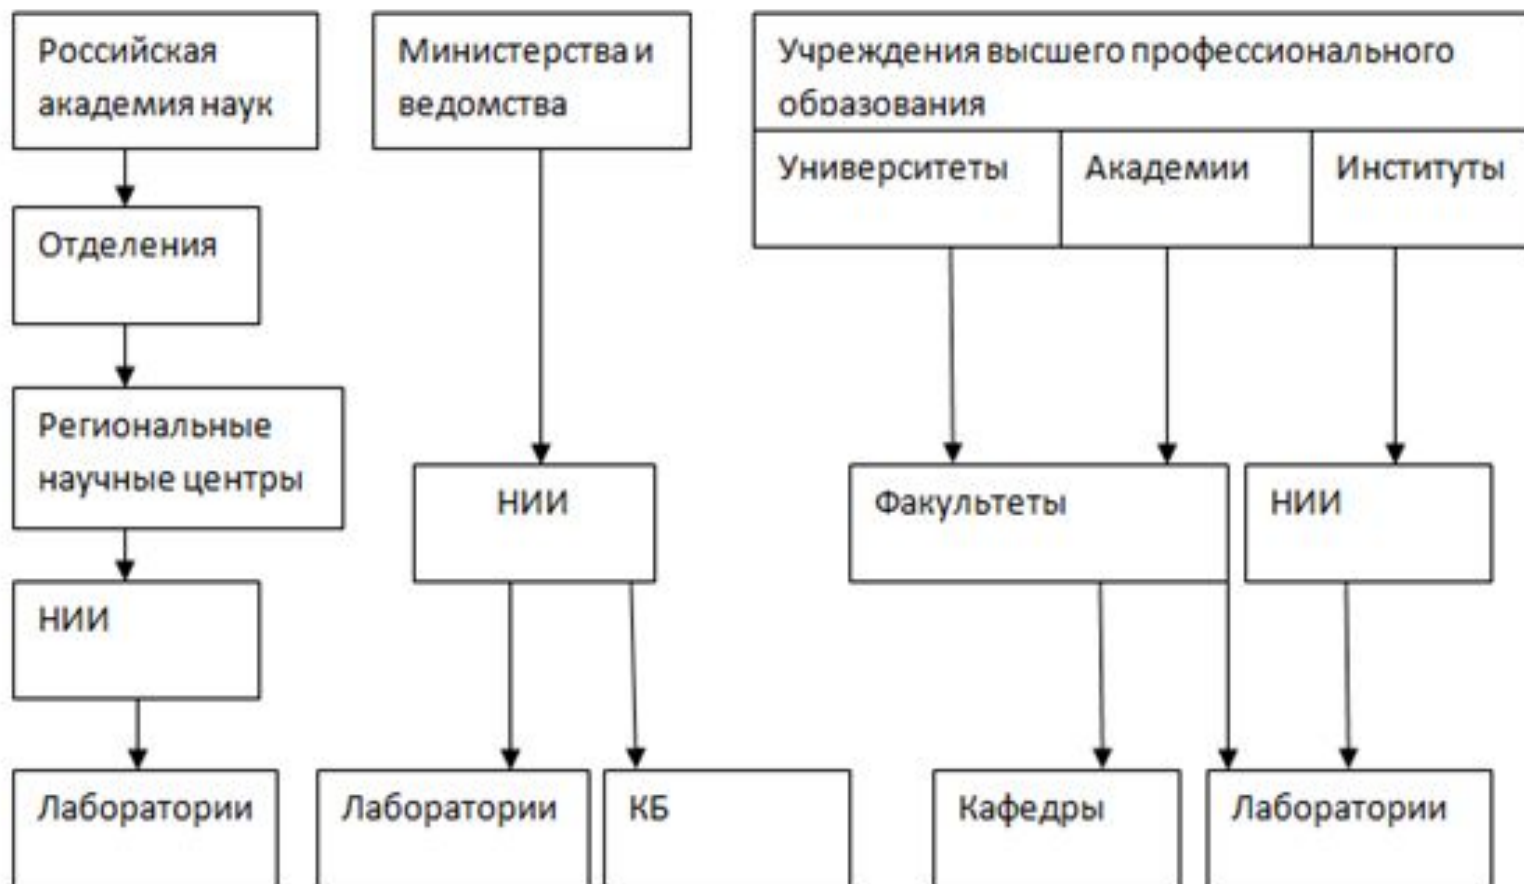 Российская
академия наук
Министерства и
ведомства
Учреждения высшего профессионального
образования
Университеты
Академии
Институты
Отделения
Региональные
научные центры
НИИ
Факультеты
НИИ
НИИ
Лаборатории
Лаборатории
КБ
Кафедры
Лаборатории